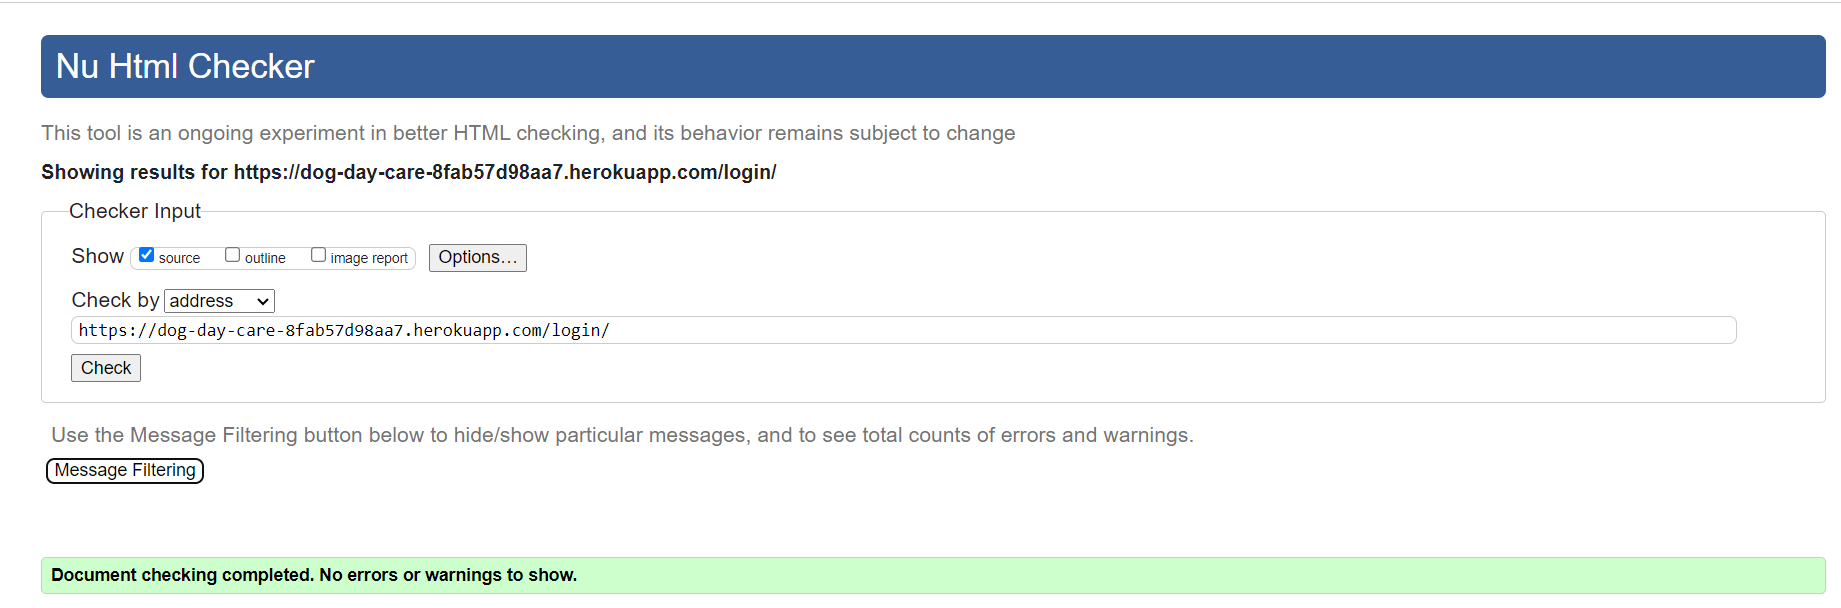 Nu Html Checker
This tool is an ongoing experiment in better HTML checking, and its behavior remains subject to change
Showing results for https://dog-day-care-8fab57d98aa7.herokuapp.com/login/
Checker Input
Show source outline image report Options...
Check by address
https://dog-day-care-8fab57d98aa7.herokuapp.com/login/
Check
Use the Message Filtering button below to hide/show particular messages, and to see total counts of errors and warnings.
Message Filtering
Document checking completed. No errors or warnings to show.